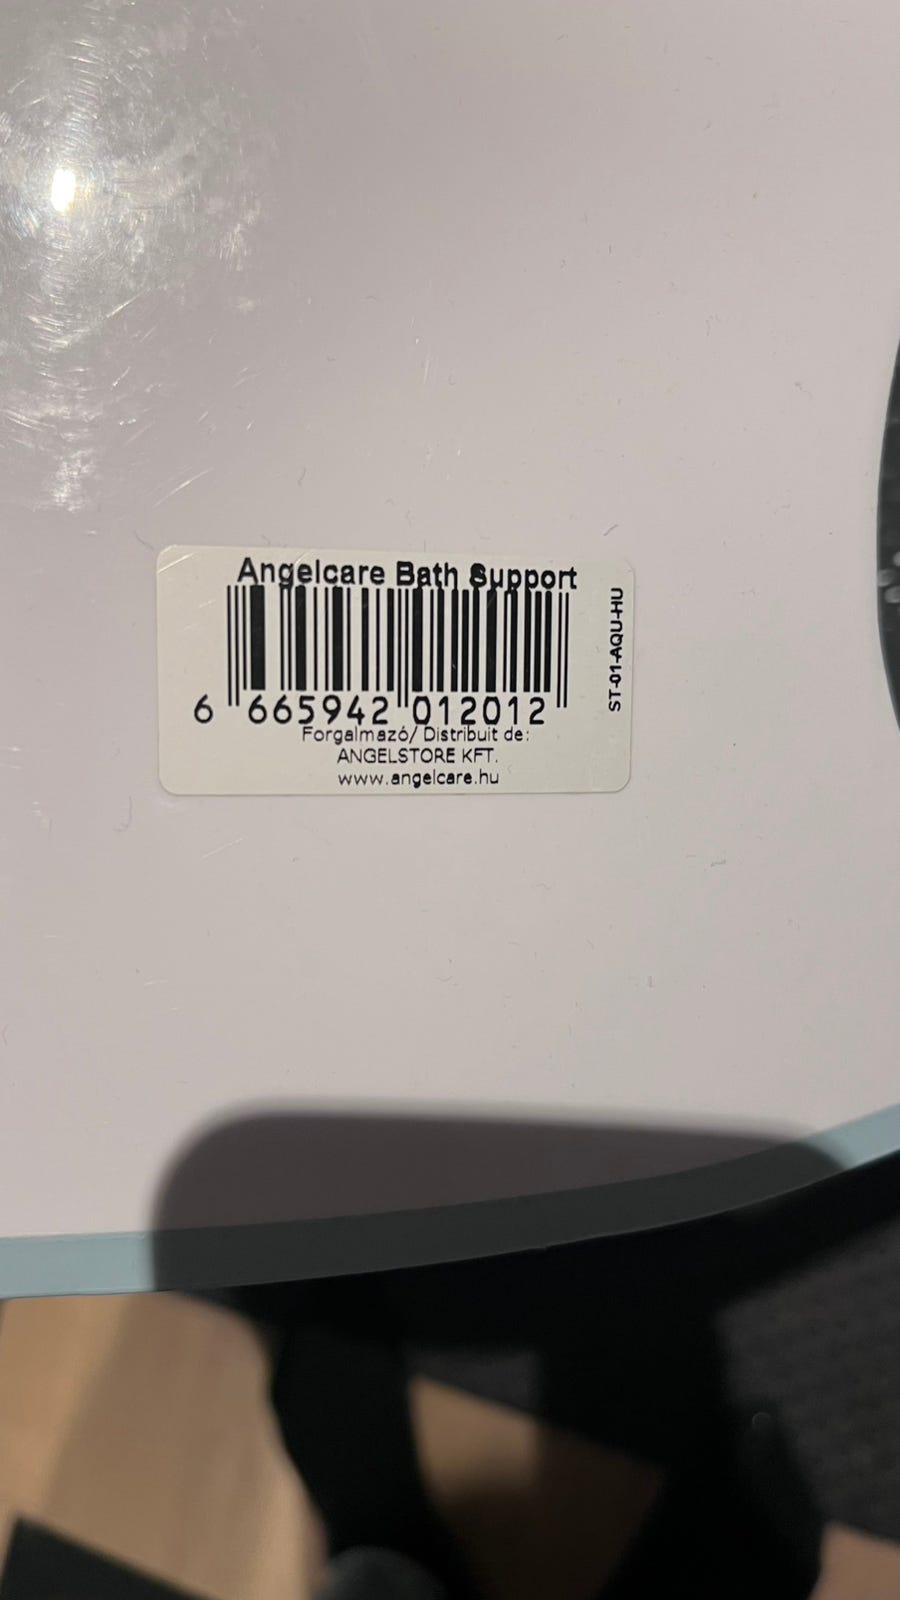 Angelcare Bath Support
6 665942 012012
Forgalmazó/ Distribuit de:
ANGELSTORE KFT.
www.angelcare.hu
ST-01-AQU-HU